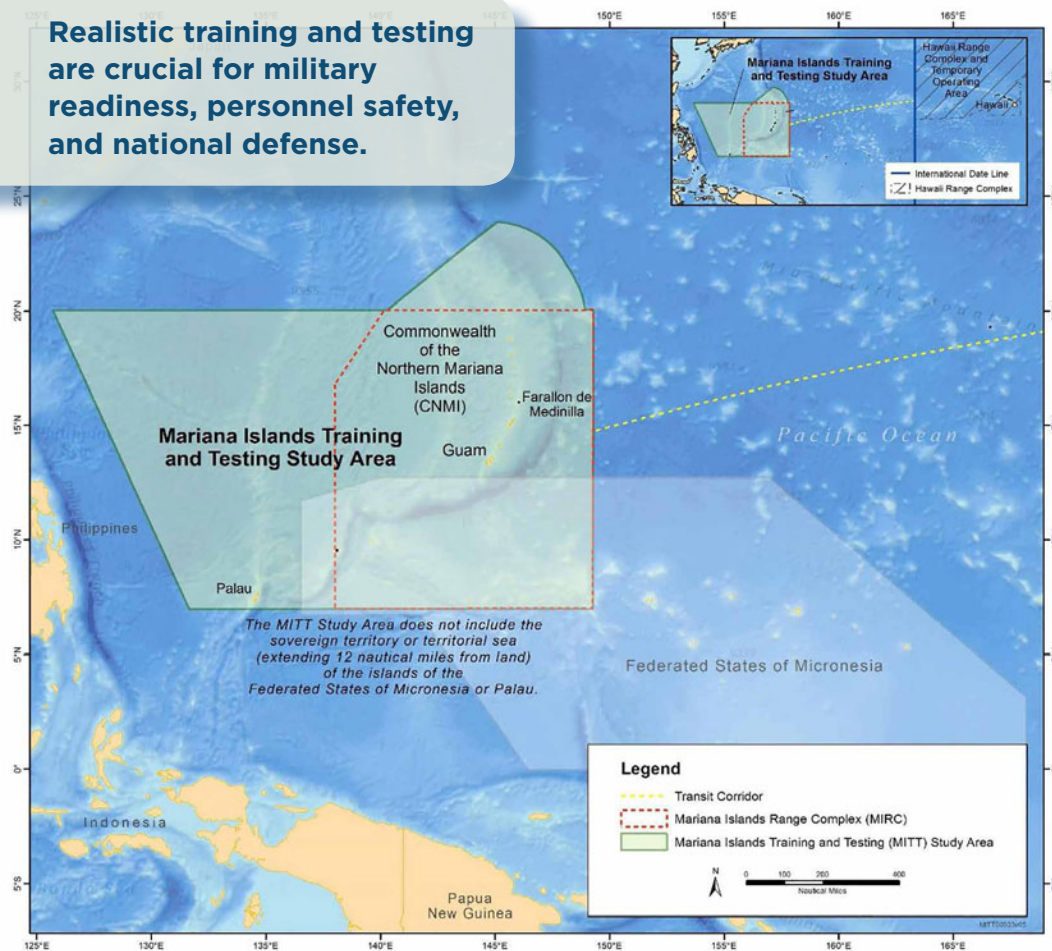 Realistic training and testing
are crucial for military
readiness, personnel safety,
and national defense.
125°E
130°E
135°E
140°E
145°E
150°E
155°E
160°E
165°E
Mariana Islands Training
and Testing Study Area
Hawaii Range
Complex and
Temporary
Operating
Area
Hawaii
International Date Line
Hawaii Range Complex
25°N
20°N
15°N
10°N
5°N
0°
5°S
Commonwealth
of the
Northern Mariana
Islands
(CNMI)
Farallon de
Medinilla
Guam
Mariana Islands Training
and Testing Study Area
Pacific Ocean
Philippines
Palau
The MITT Study Area does not include the
sovereign territory or territorial sea
(extending 12 nautical miles from land)
of the islands of the
Federated States of Micronesia or Palau.
Federated States of Micronesia
Indonesia
Papua
New Guinea
Legend
Transit Corridor
Mariana Islands Range Complex (MIRC)
Mariana Islands Training and Testing (MITT) Study Area
N
0 100 200 400
Nautical Miles
125°E
130°E
135°E
140°E
145°E
150°E
155°E
160°E
165°E